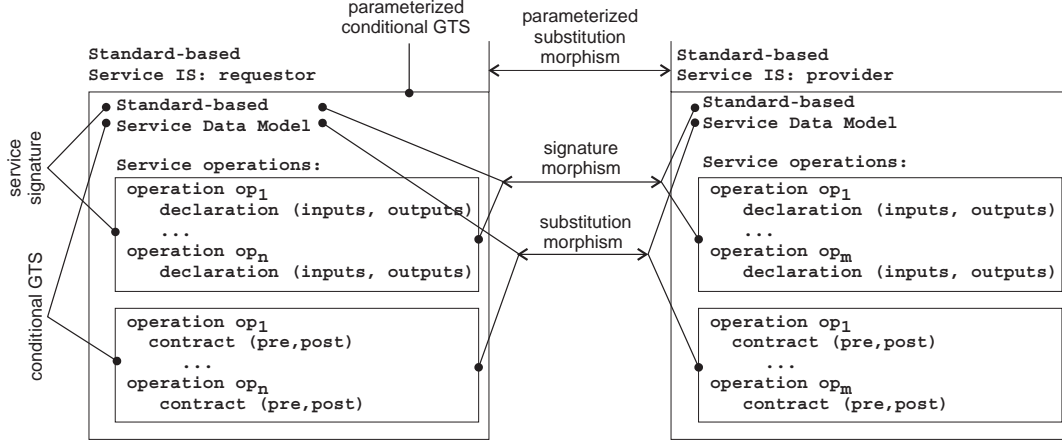 parameterized
conditional GTS
parameterized
substitution
morphism
Standard-based
Service IS: requestor
Standard-based
Service IS: provider
Standard-based
Service Data Model
Service operations:
operation op1
declaration (inputs, outputs)
...
operation opn
declaration (inputs, outputs)
operation op1
contract (pre,post)
...
operation opn
contract (pre,post)
service
signature
conditional GTS
signature
morphism
substitution
morphism
Standard-based
Service Data Model
Service operations:
operation op1
declaration (inputs, outputs)
...
operation opm
declaration (inputs, outputs)
operation op1
contract (pre,post)
...
operation opm
contract (pre,post)